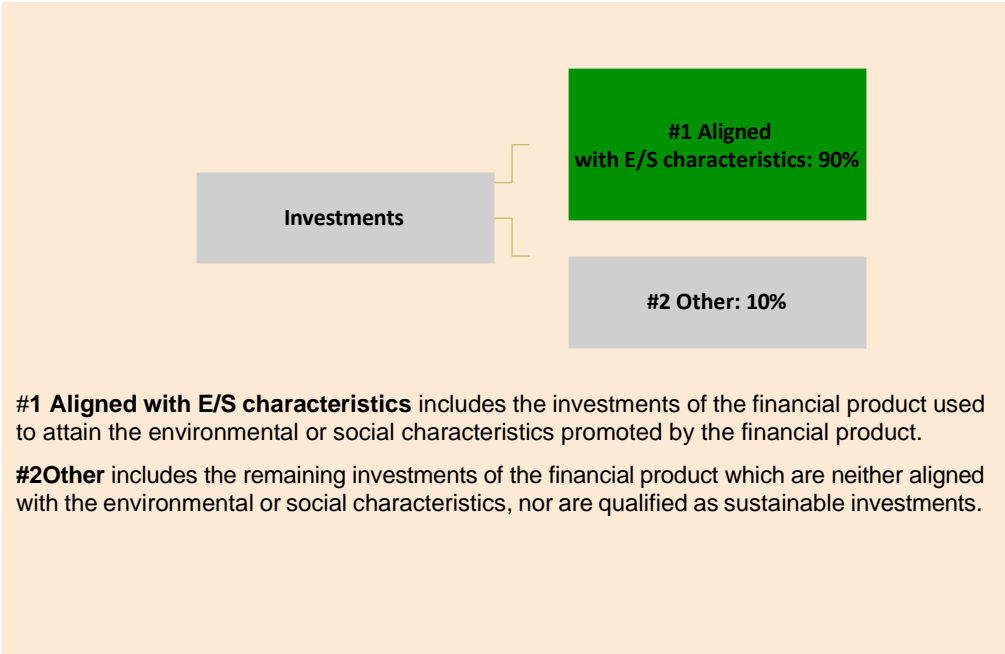 #1 Aligned
with E/S characteristics: 90%
Investments
#2 Other: 10%
#1 Aligned with E/S characteristics includes the investments of the financial product used
to attain the environmental or social characteristics promoted by the financial product.
#2Other includes the remaining investments of the financial product which are neither aligned
with the environmental or social characteristics, nor are qualified as sustainable investments.